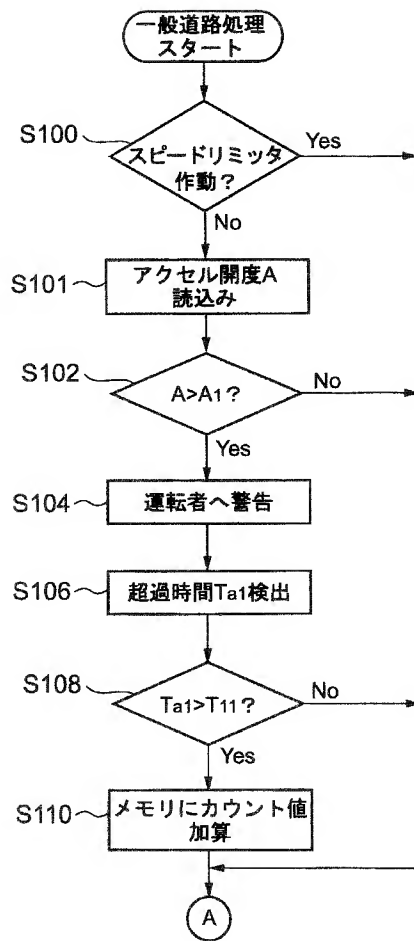 一般道路処理
スタート
S100
スピードリミッタ
作動？
Yes
No
S101
アクセル開度A
読込み
S102
A>A1？
No
Yes
S104
運転者へ警告
S106
超過時間Ta1検出
S108
Ta1>T11？
No
Yes
S110
メモリにカウント値
加算
A